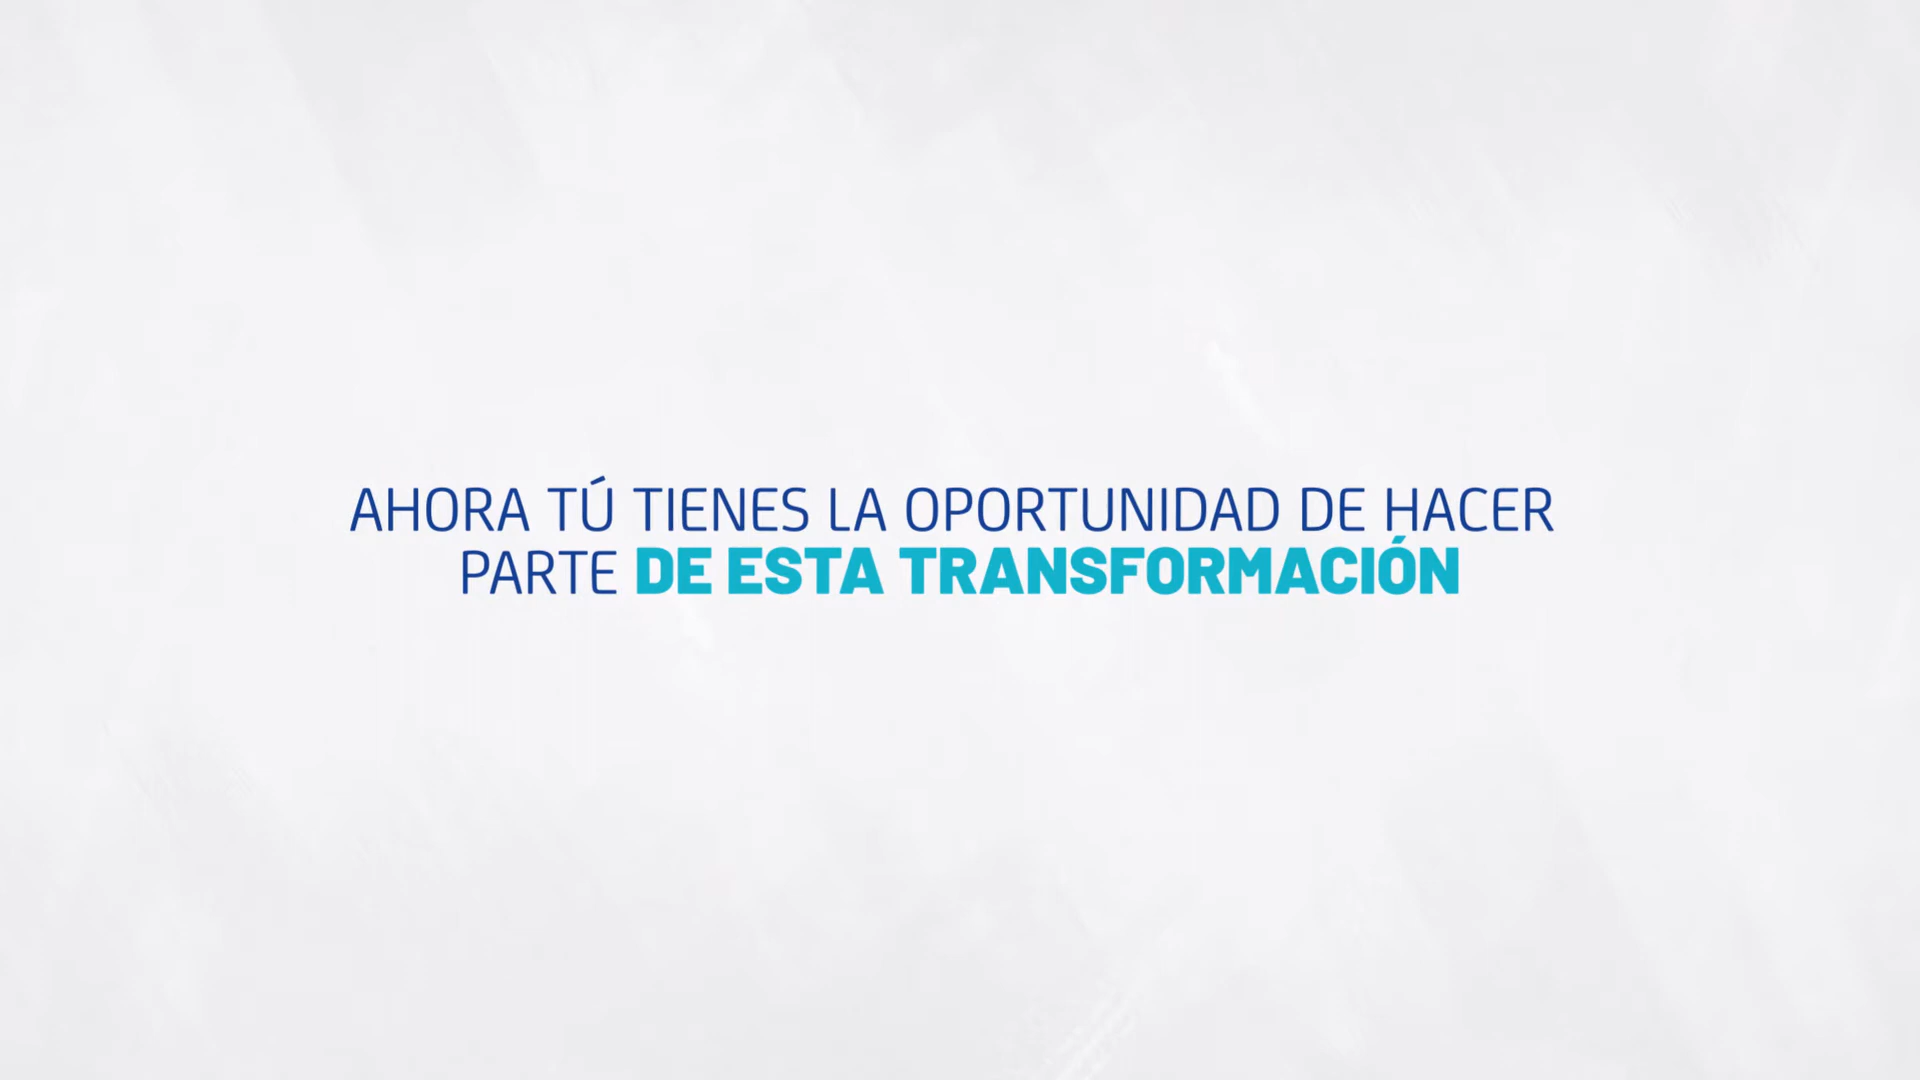 AHORA TÚ TIENES LA OPORTUNIDAD DE HACER
PARTE DE ESTA TRANSFORMACIÓN